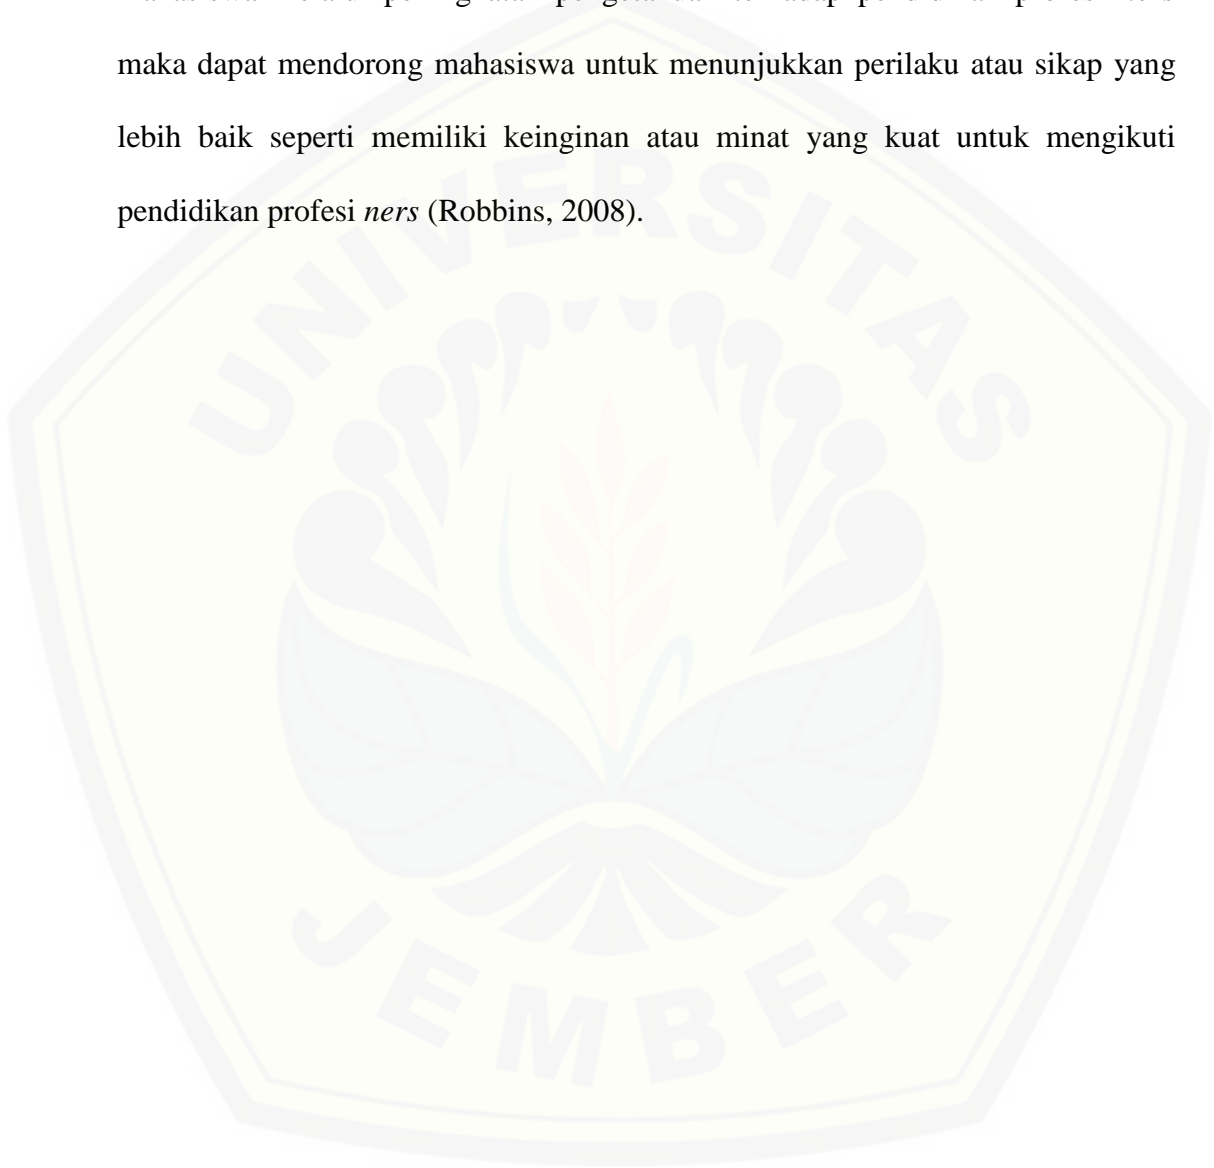 maka dapat mendorong mahasiswa untuk menunjukkan perilaku atau sikap yang
lebih baik seperti memiliki keinginan atau minat yang kuat untuk mengikuti
pendidikan profesi ners (Robbins, 2008).
UNIVERSITAS
JEMBER